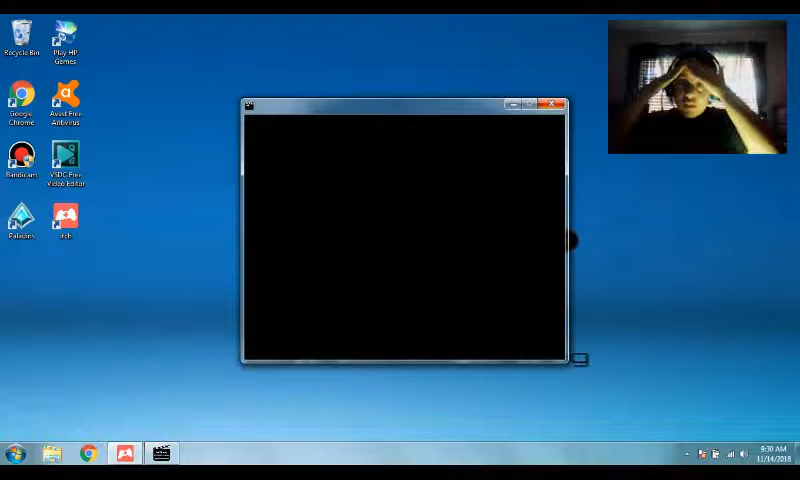 Recycle Bin
Play HP
Games
Google
Chrome
Avast Free
Antivirus
Bandicam
VSDC Free
Video Editor
Paladins
itch
g
9:30 AM
11/14/2018